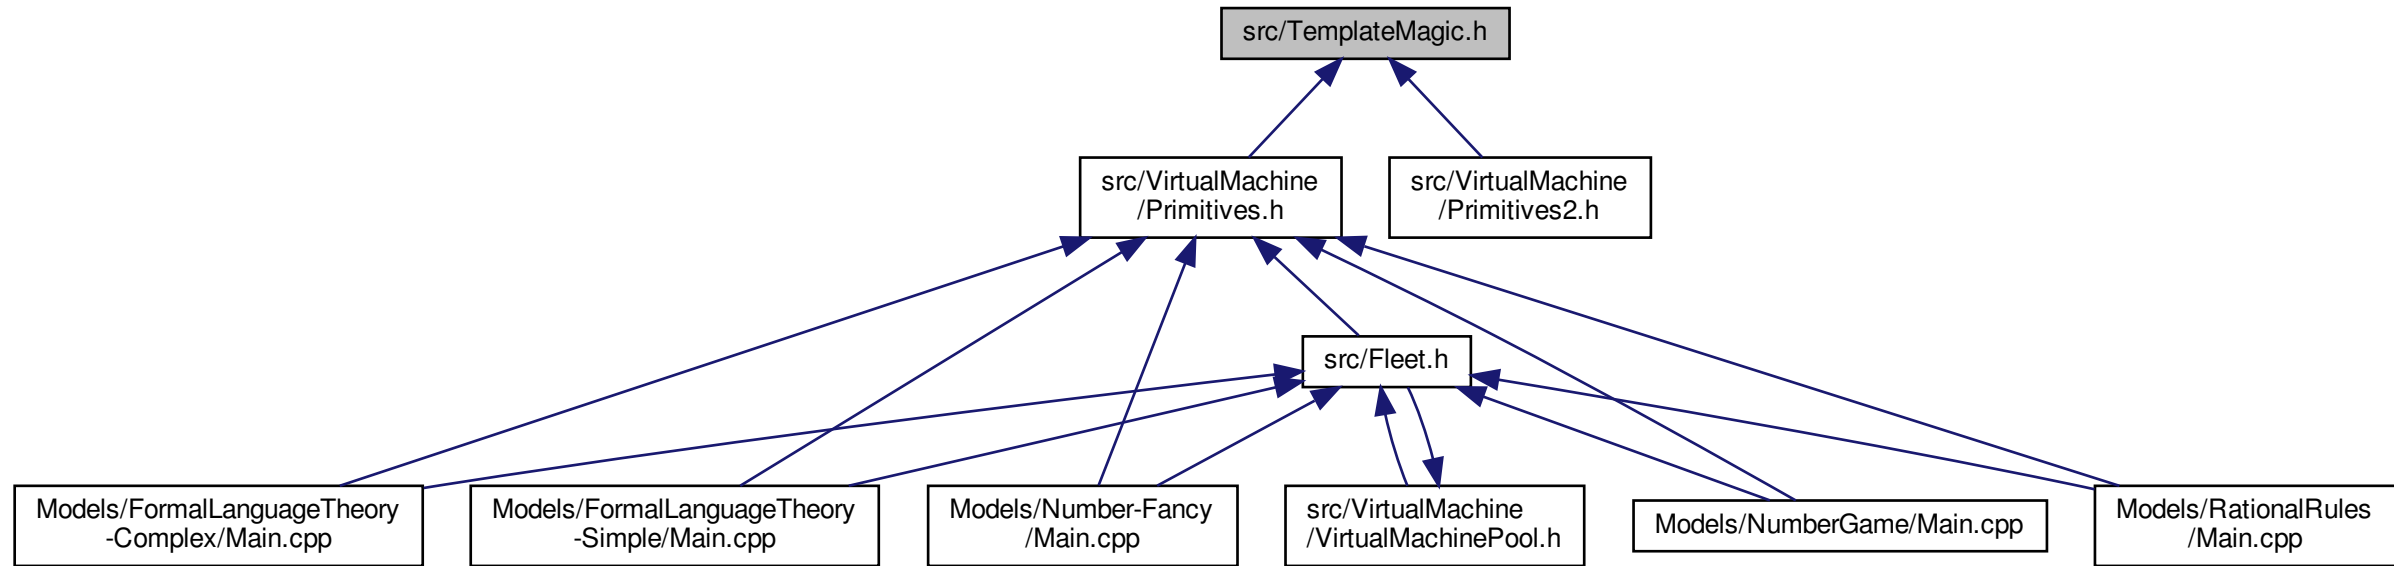 src/TemplateMagic.h
src/VirtualMachine
/Primitives.h
src/VirtualMachine
/Primitives2.h
src/Fleet.h
Models/FormalLanguageTheory
-Complex/Main.cpp
Models/FormalLanguageTheory
-Simple/Main.cpp
Models/Number-Fancy
/Main.cpp
src/VirtualMachine
/VirtualMachinePool.h
Models/NumberGame/Main.cpp
Models/RationalRules
/Main.cpp